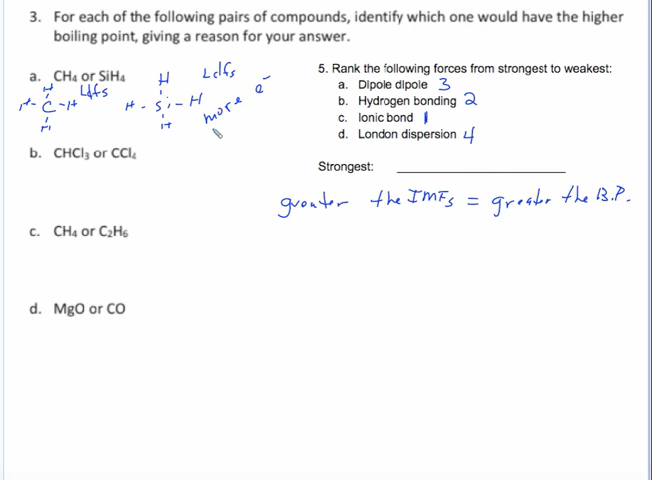 3. For each of the following pairs of compounds, identify which one would have the higher
boiling point, giving a reason for your answer.
a. CH₄ or SiH₄
H
Ldfs
H - C - H
H
H
H - Si - H
H
Ldfs
more e⁻
5. Rank the following forces from strongest to weakest:
a. Dipole dipole 3
b. Hydrogen bonding 2
c. Ionic bond 1
d. London dispersion 4
Strongest: ____________________
greater the IMFs = greater the B.P.
b. CHCl₃ or CCl₄
c. CH₄ or C₂H₆
d. MgO or CO